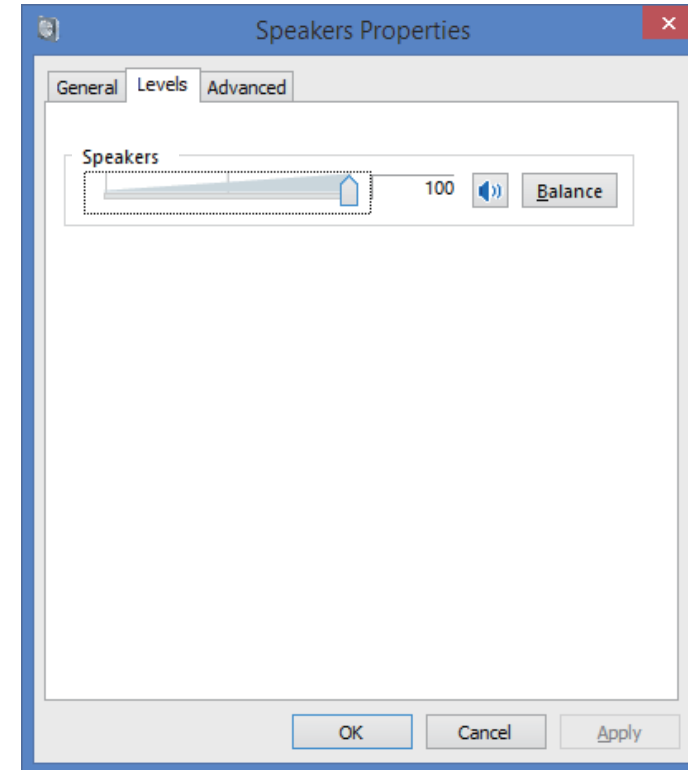 Speakers Properties
General Levels Advanced
Speakers
100 Balance
OK Cancel Apply